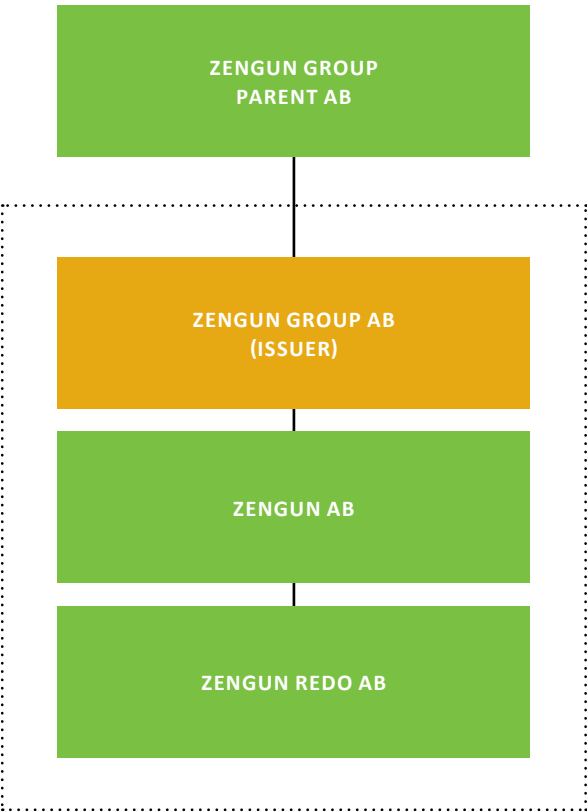 ZENGUN GROUP
PARENT AB
ZENGUN GROUP AB
(ISSUER)
ZENGUN AB
ZENGUN REDO AB